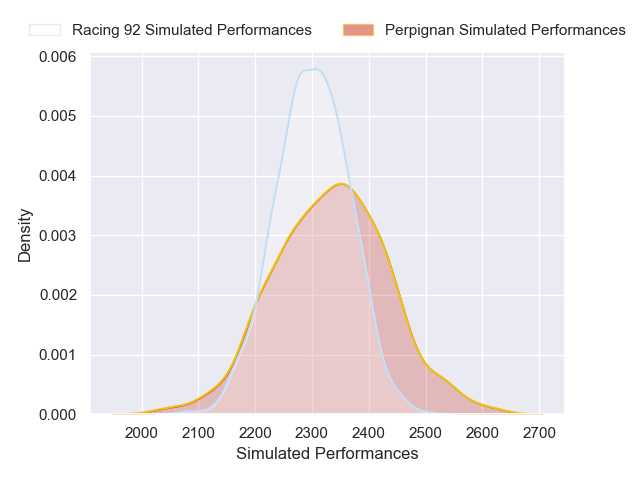 Racing 92 Simulated Performances Perpignan Simulated Performances
0.006
0.005
0.004
0.003
0.002
0.001
0.000
Density
2000 2100 2200 2300 2400 2500 2600 2700
Simulated Performances